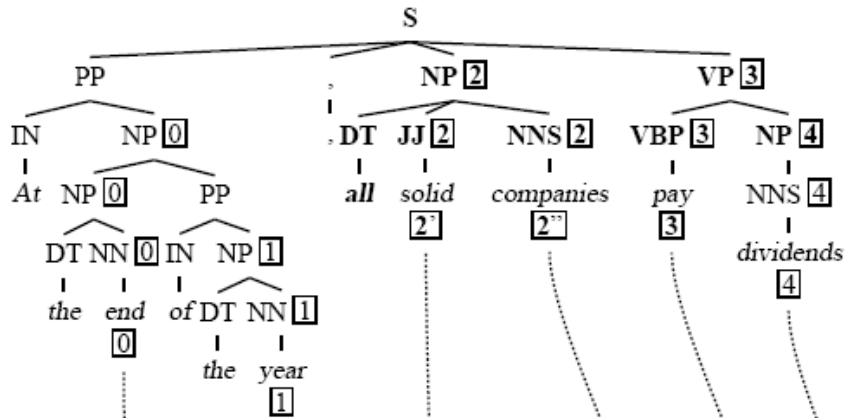 S
PP , NP 2 VP 3
IN NP 0 , DT JJ 2 NNS 2 VBP 3 NP 4
At NP 0 PP all solid companies pay NNS 4
2' 2'' 3
DT NN 0 IN NP 1 dividends
4
the end of DT NN 1
0
the year
1